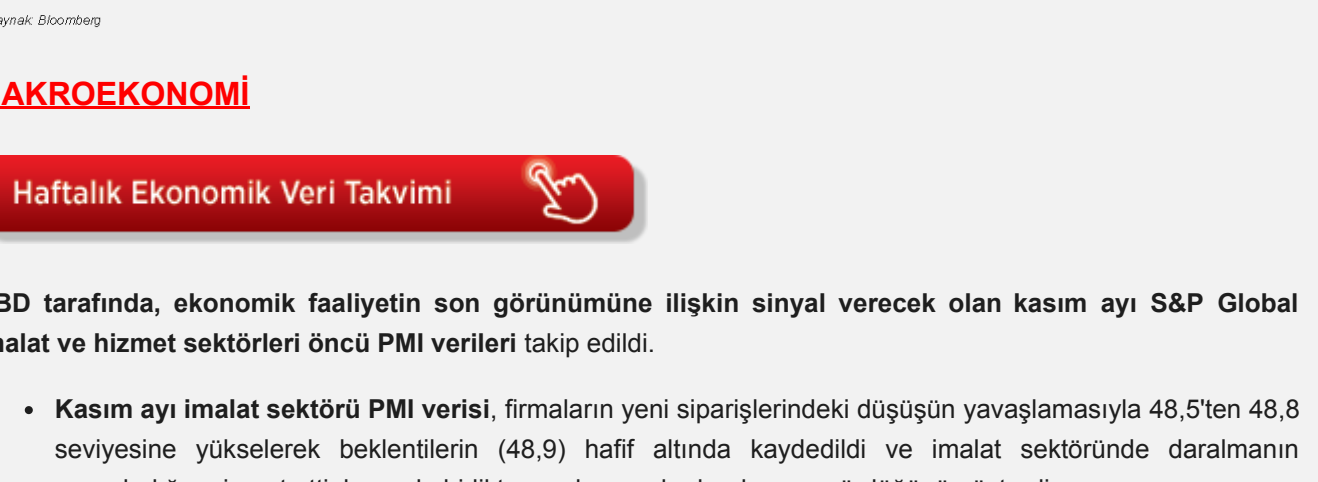 Bloomberg
AKROEKONOMİ
Haftalık Ekonomik Veri Takvimi
BD tarafında, ekonomik faaliyetin son görünümüne ilişkin sinyal verecek olan kasım ayı S&P Global
malat ve hizmet sektörleri öncü PMI verileri takip edildi.
• Kasım ayı imalat sektörü PMI verisi, firmaların yeni siparişlerindeki düşüşün yavaşlamasıyla 48,5'ten 48,8
seviyesine yükselerek beklentilerin (48,9) hafif altında kaydedildi ve imalat sektöründe daralmanın